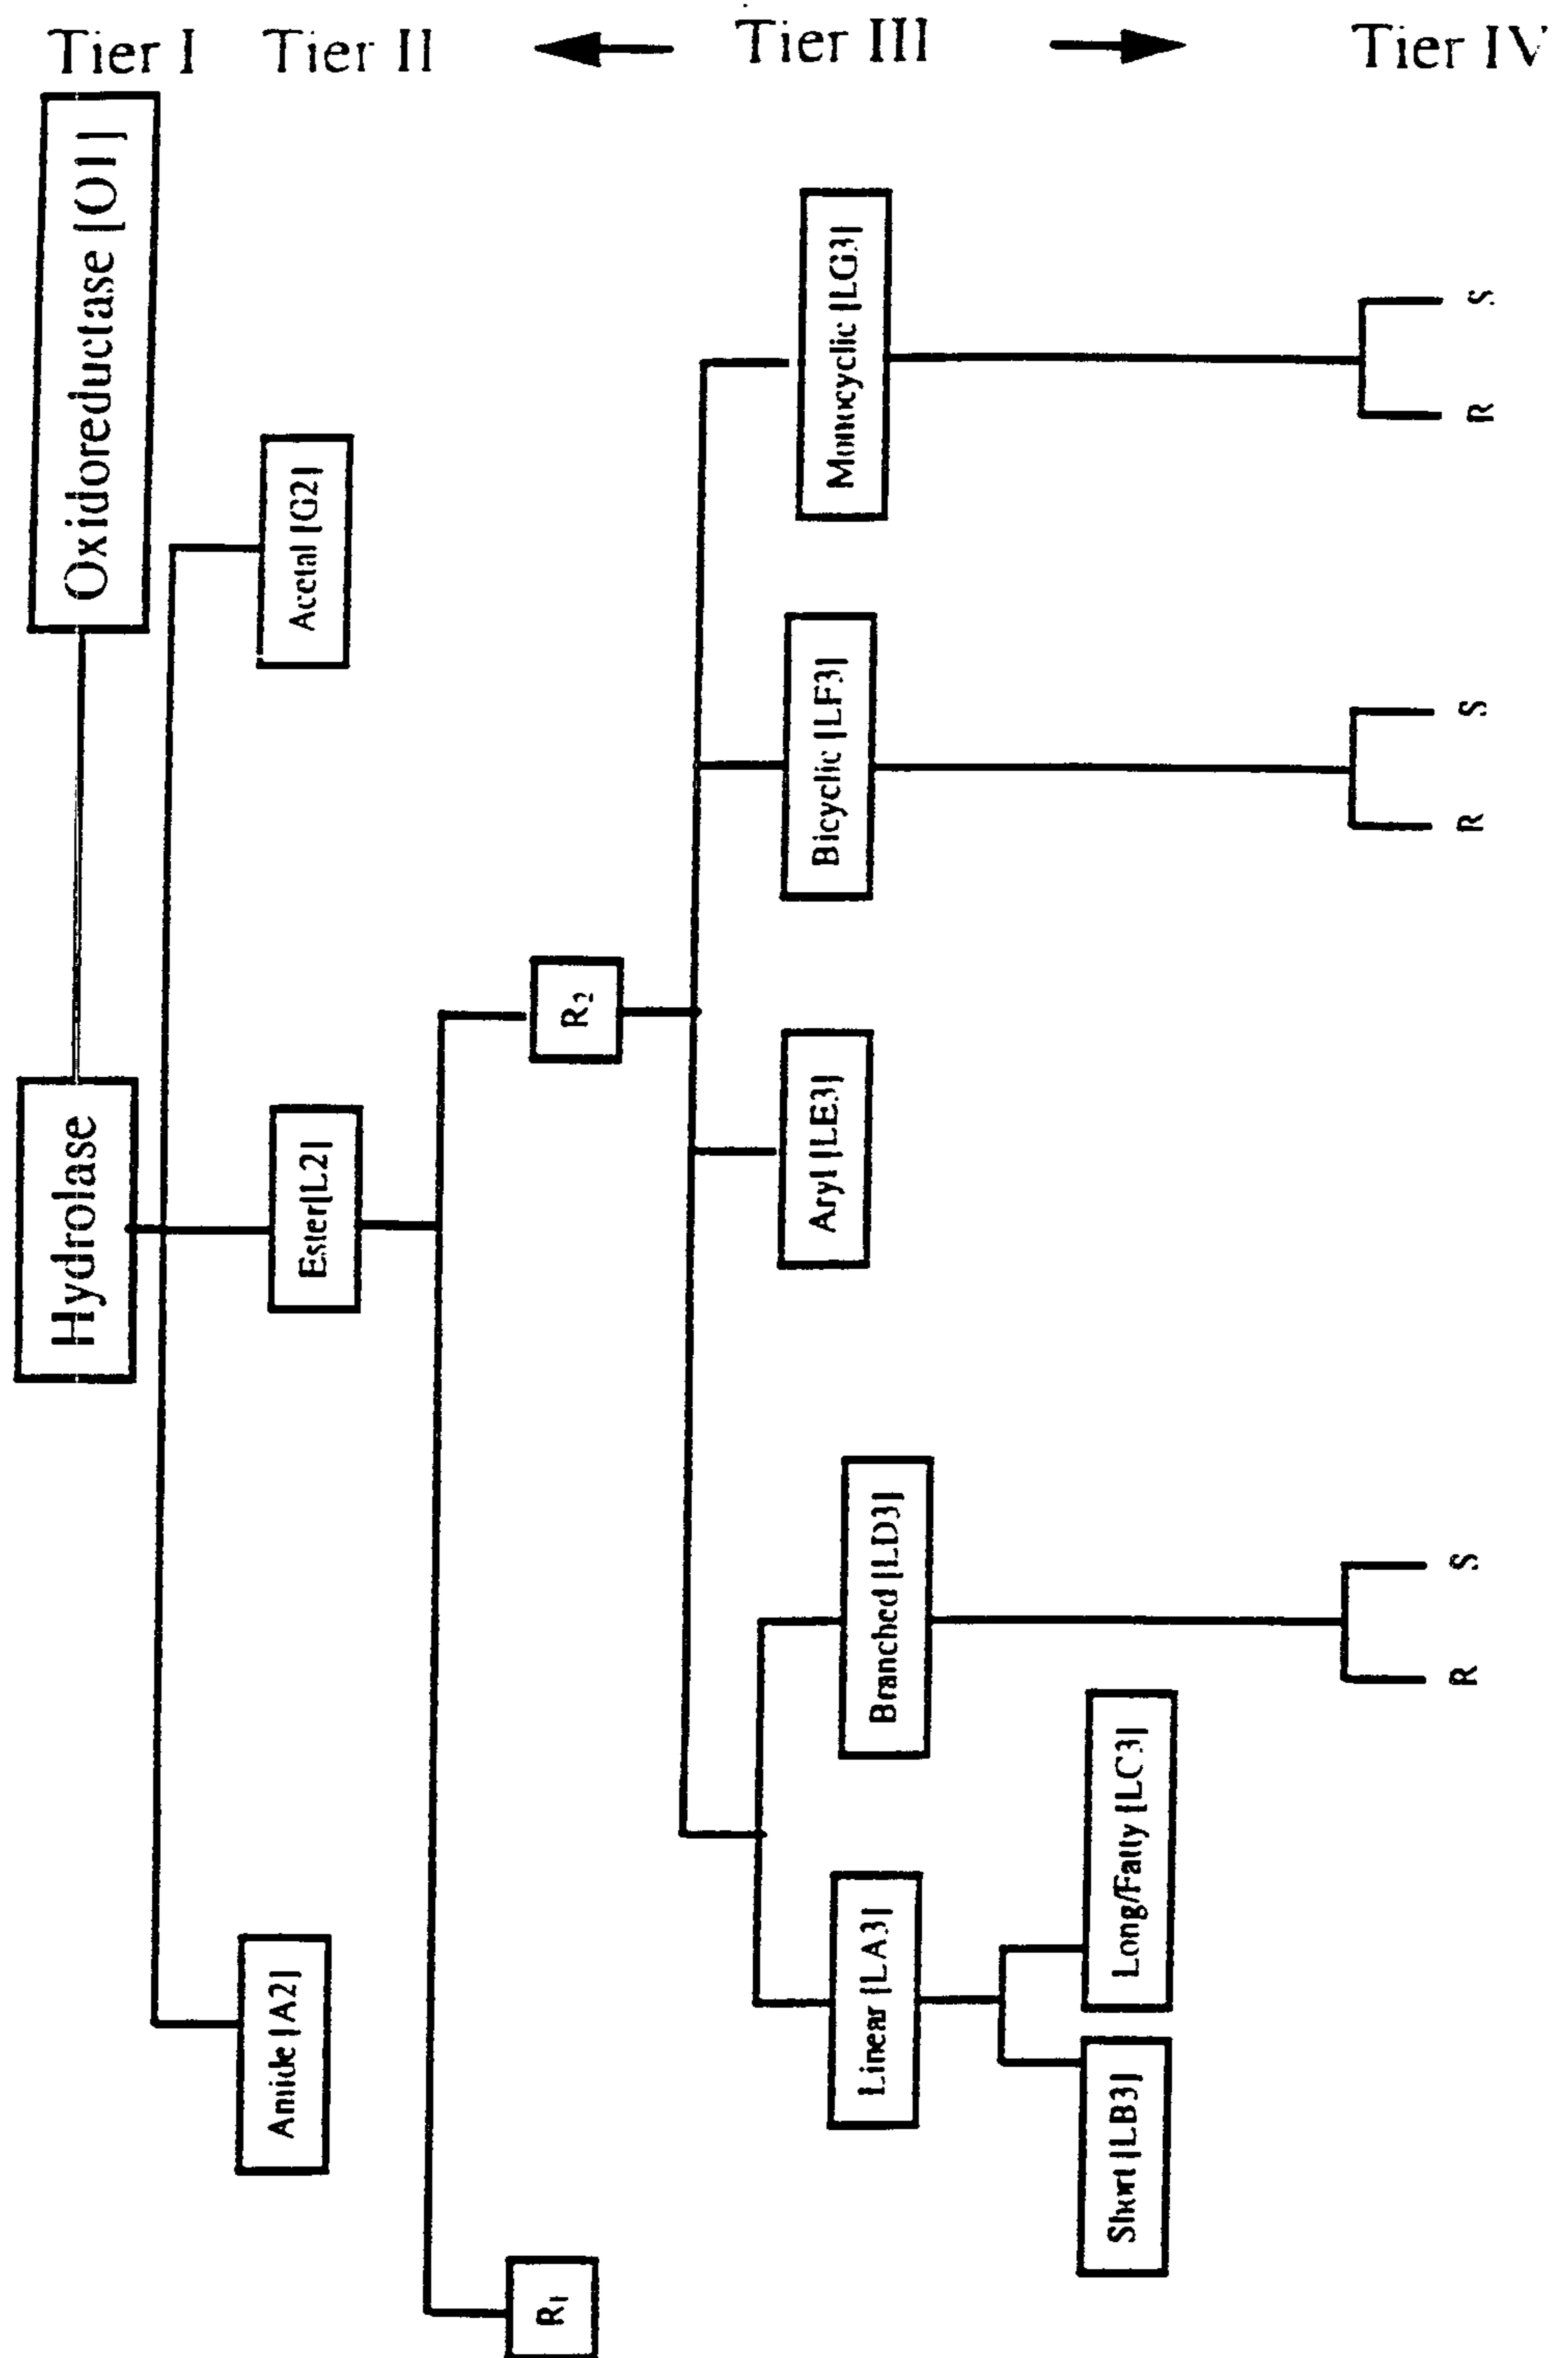 Tier I
Tier II
Tier III
Tier IV
Hydrolase
Oxidoreductase [O1]
Amide [A2]
Ester[L2]
Acetal [G2]
R1
R2
Linear [LA3]
Branched [LD3]
Aryl [LE3]
Bicyclic [LF3]
Monocyclic [LG3]
Short [LB3]
Long/Fatty [LC3]
R
S
R
S
R
S